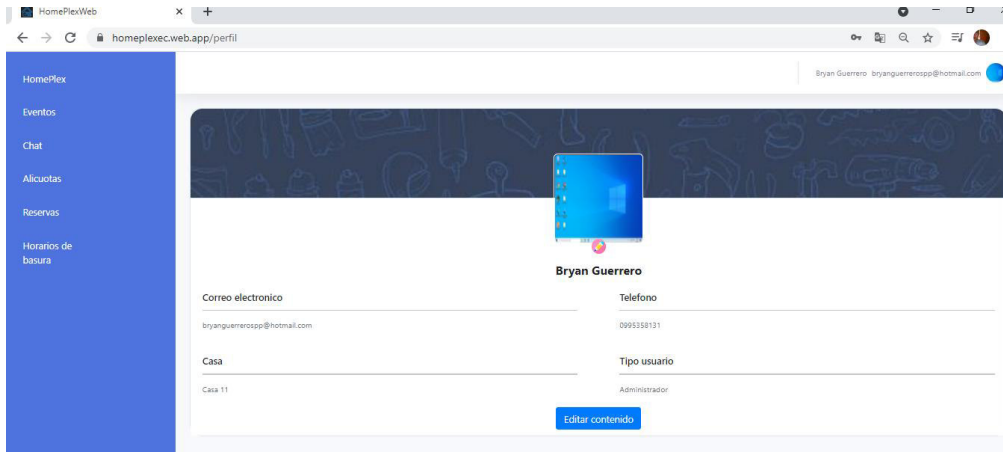 HomePlexWeb
homeplexec.web.app/perfil
Bryan Guerrero bryanguerrerospp@hotmail.com
HomePlex
Eventos
Chat
Alicuotas
Reservas
Horarios de
basura
Bryan Guerrero
Correo electronico
Telefono
bryanguerrerospp@hotmail.com
0995358131
Casa
Tipo usuario
Casa 11
Administrador
Editar contenido